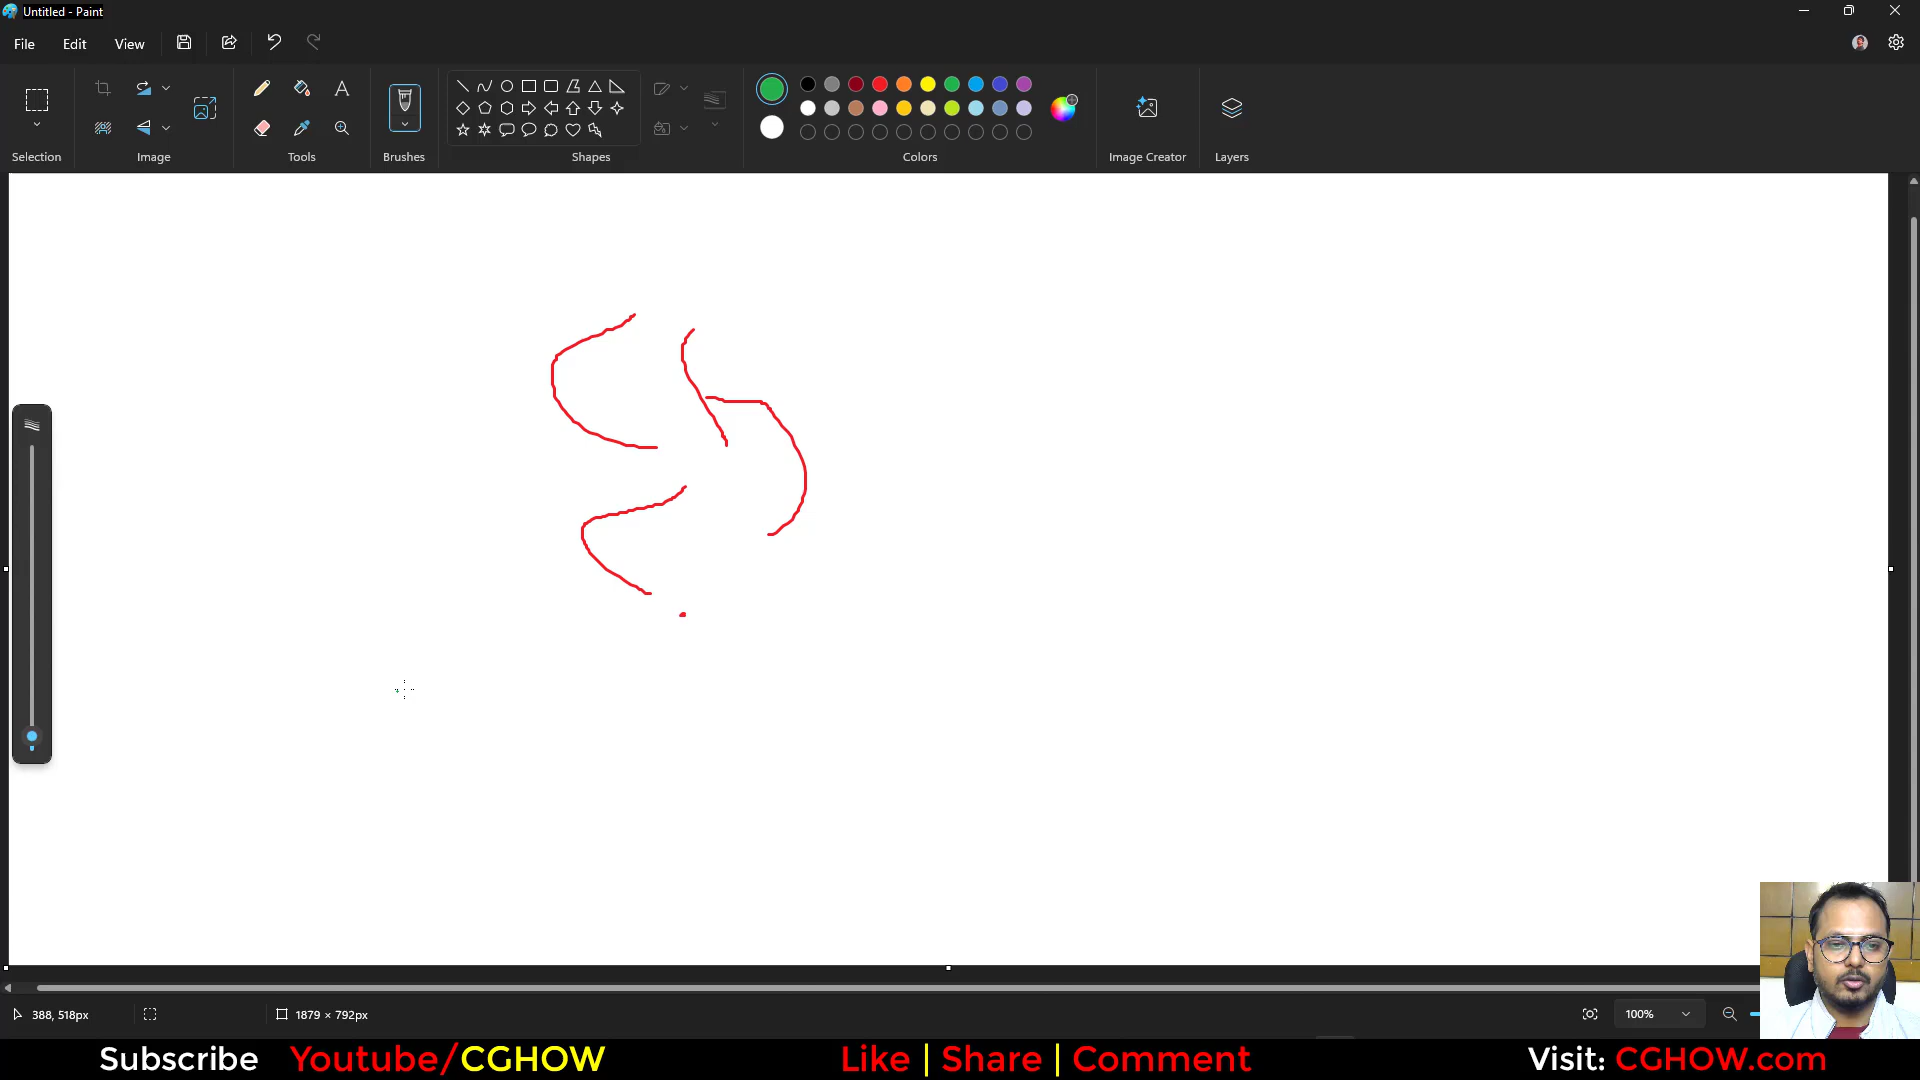 Untitled - Paint
File Edit View
Selection Image Tools Brushes Shapes Colors Image Creator Layers
388, 518px 1879 × 792px 100%
Subscribe Youtube/CGHOW Like | Share | Comment Visit: CGHOW.com